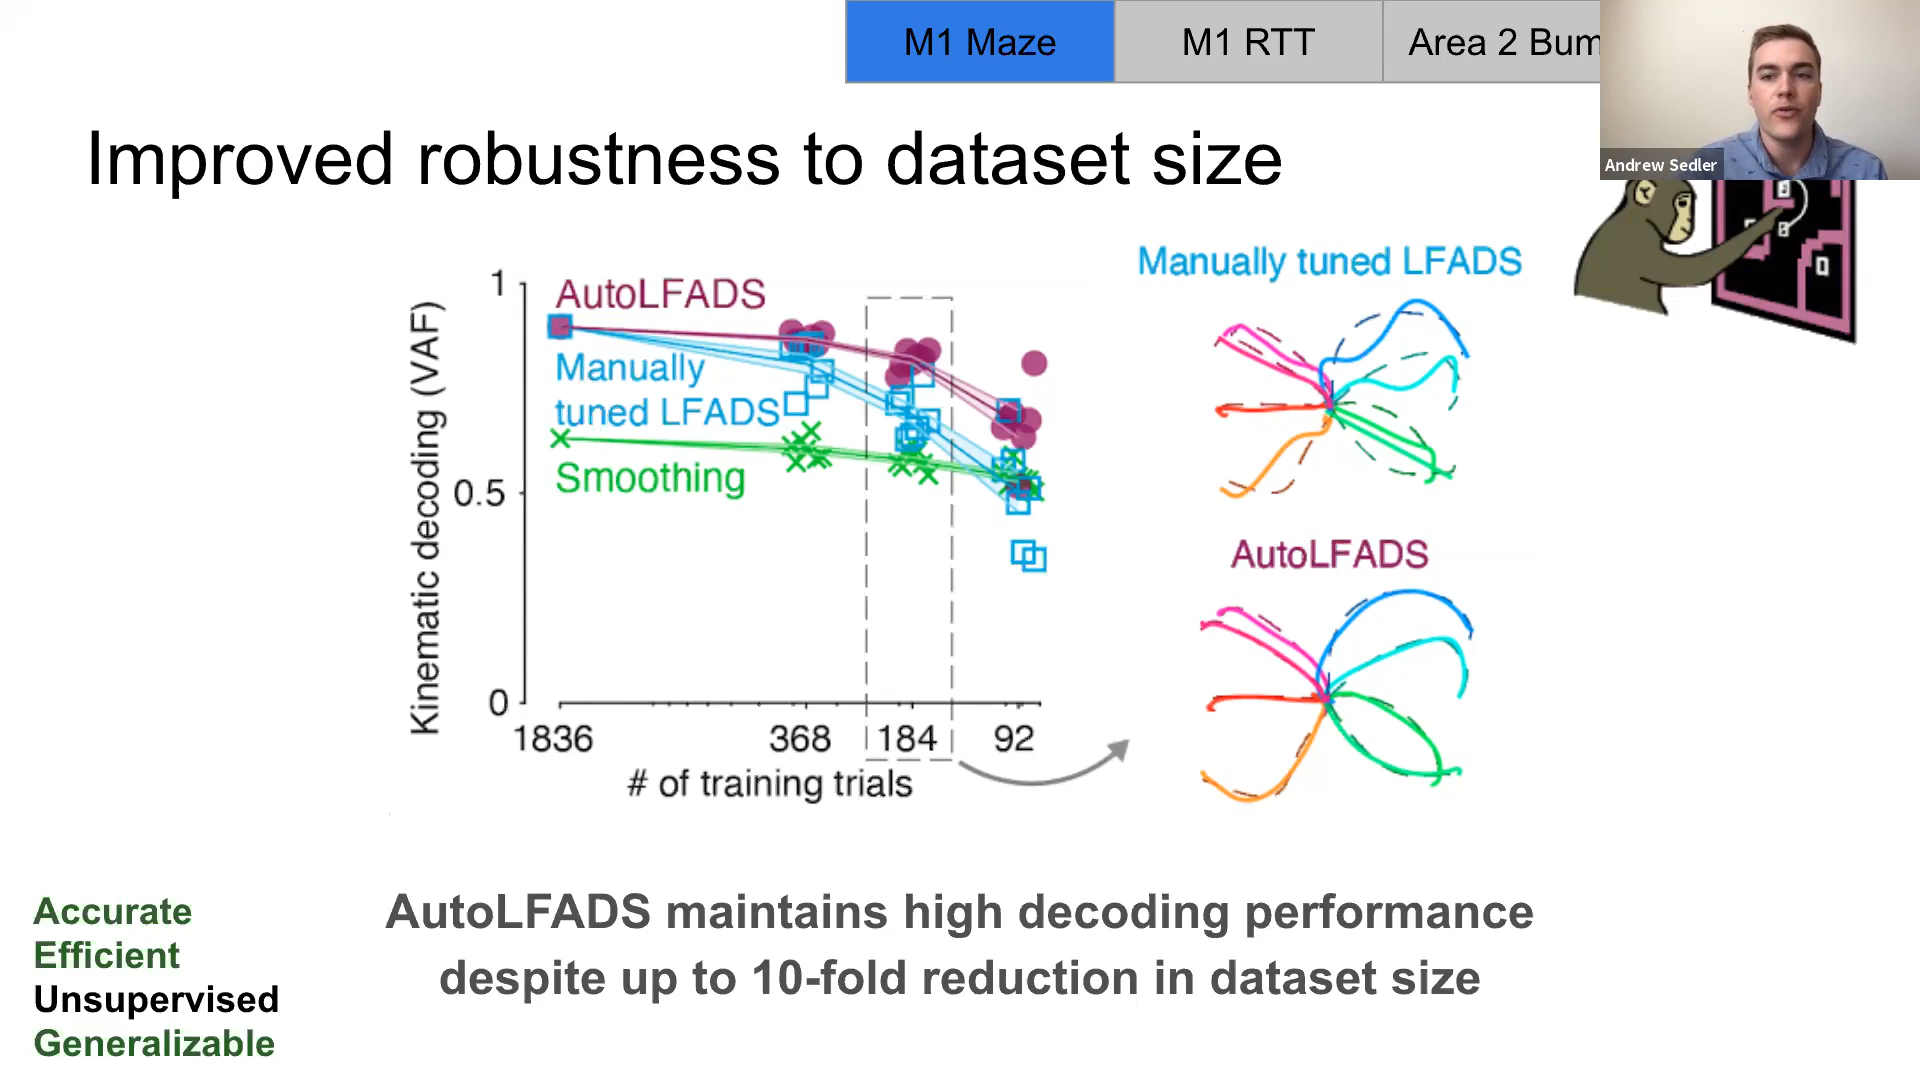 M1 Maze
M1 RTT
Area 2 Bum
Andrew Sedler
Improved robustness to dataset size
Kinematic decoding (VAF)
1
0.5
0
AutoLFADS
Manually
tuned LFADS
Smoothing
1836
368
184
92
# of training trials
Manually tuned LFADS
AutoLFADS
Accurate
Efficient
Unsupervised
Generalizable
AutoLFADS maintains high decoding performance
despite up to 10-fold reduction in dataset size